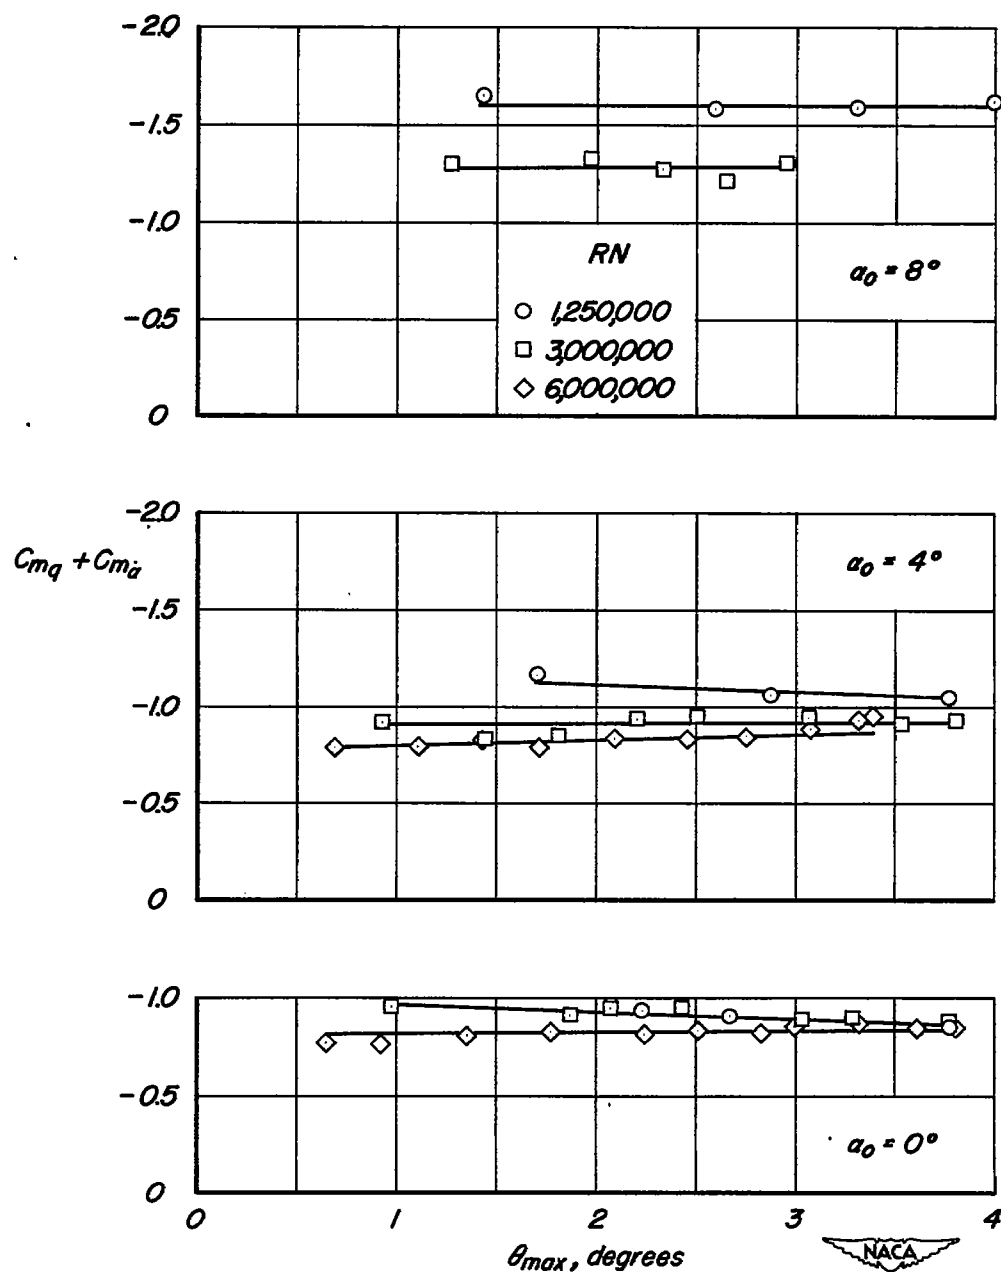 -2.0
-1.5
-1.0
-0.5
0
RN
1,250,000
3,000,000
6,000,000
α₀ = 8°
-2.0
-1.5
-1.0
-0.5
0
Cmq + Cmα̇
α₀ = 4°
-1.0
-0.5
0
α₀ = 0°
0 1 2 3 4
θmax, degrees
NACA